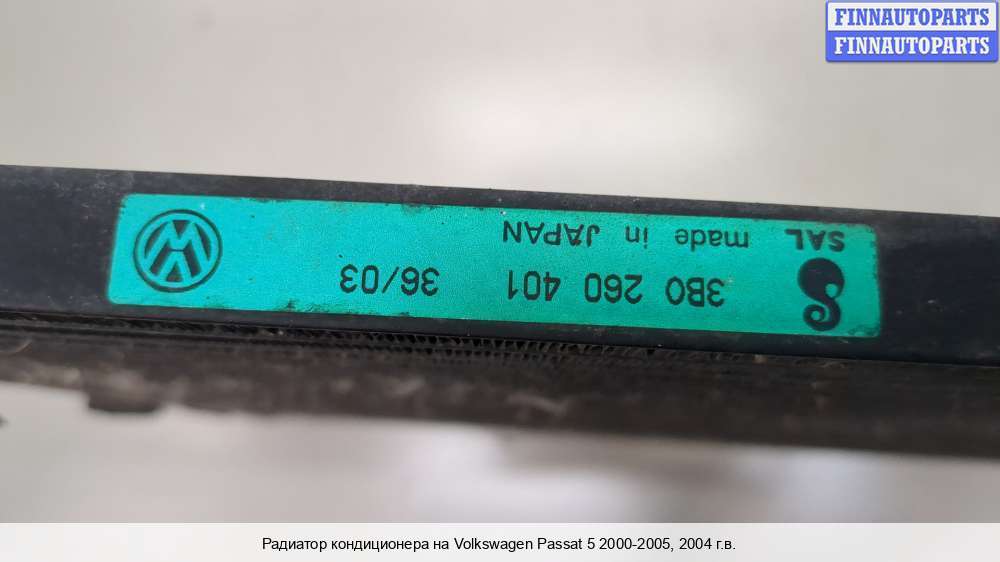 FINNAUTOPARTS
FINNAUTOPARTS
3B0 260 401 36/03
SAL made in JAPAN
Радиатор кондиционера на Volkswagen Passat 5 2000-2005, 2004 г.в.